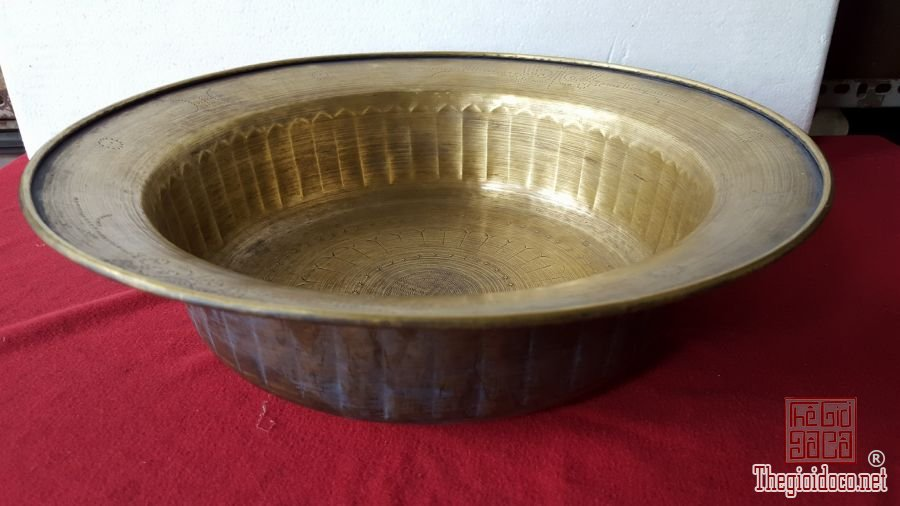 Thế Giới
Đồ Cổ
®
Thegioidoco.net